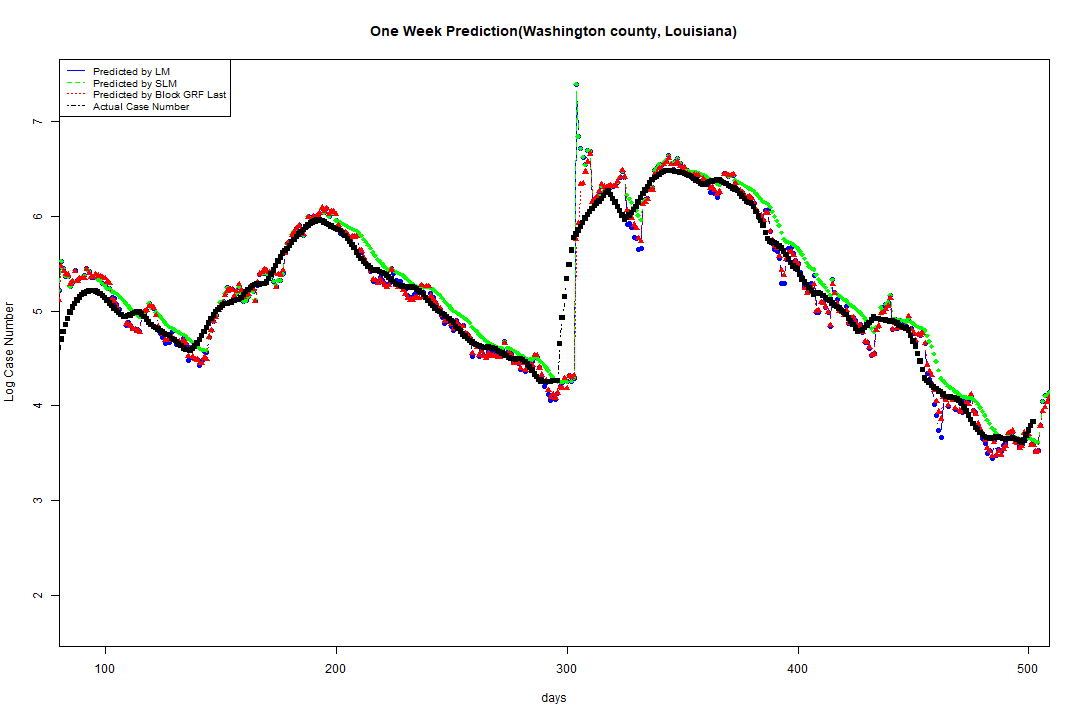 One Week Prediction(Washington county, Louisiana)
Predicted by LM
Predicted by SLM
Predicted by Block GRF Last
Actual Case Number
7
6
5
4
3
2
Log Case Number
100 200 300 400 500
days